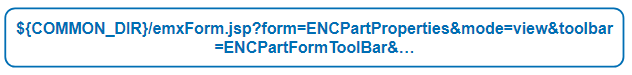 ${COMMON_DIR}/emxForm.jsp?form=ENCPartProperties&mode=view&toolbar
=ENCPartFormToolBar&…